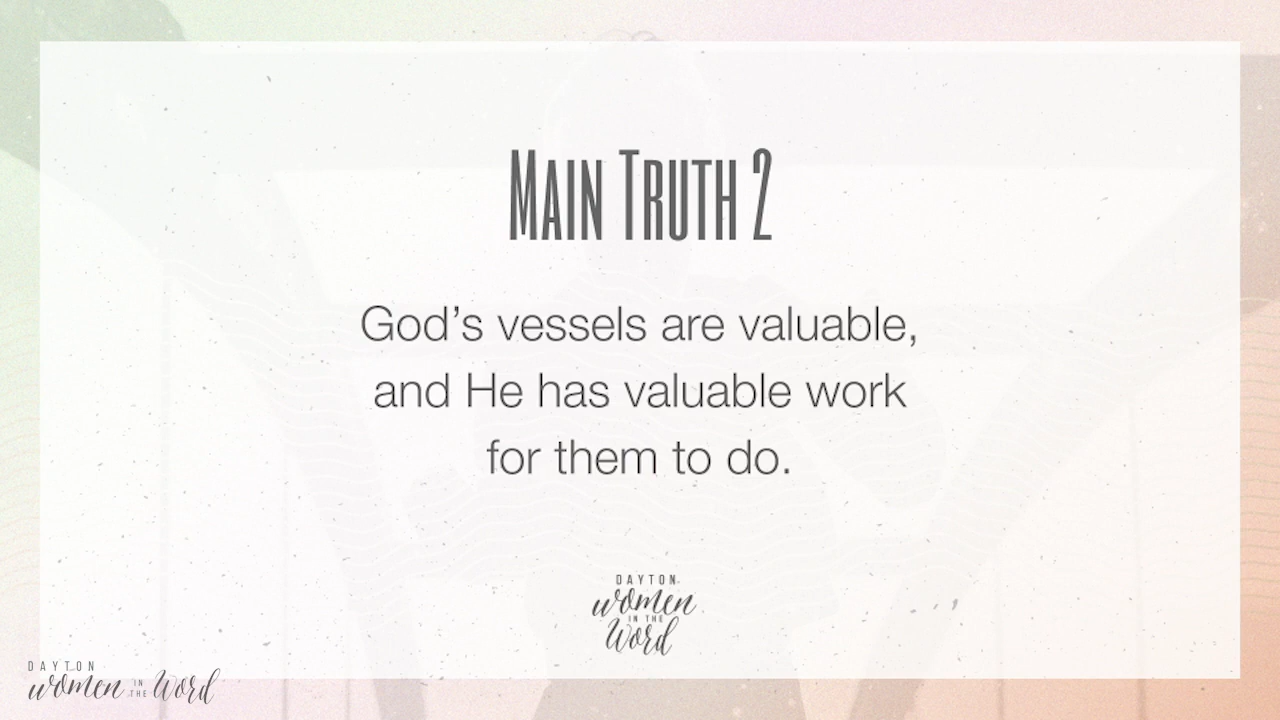 Main Truth 2
God's vessels are valuable,
and He has valuable work
for them to do.
DAYTON
women
IN THE
Word
DAYTON
women IN THE Word